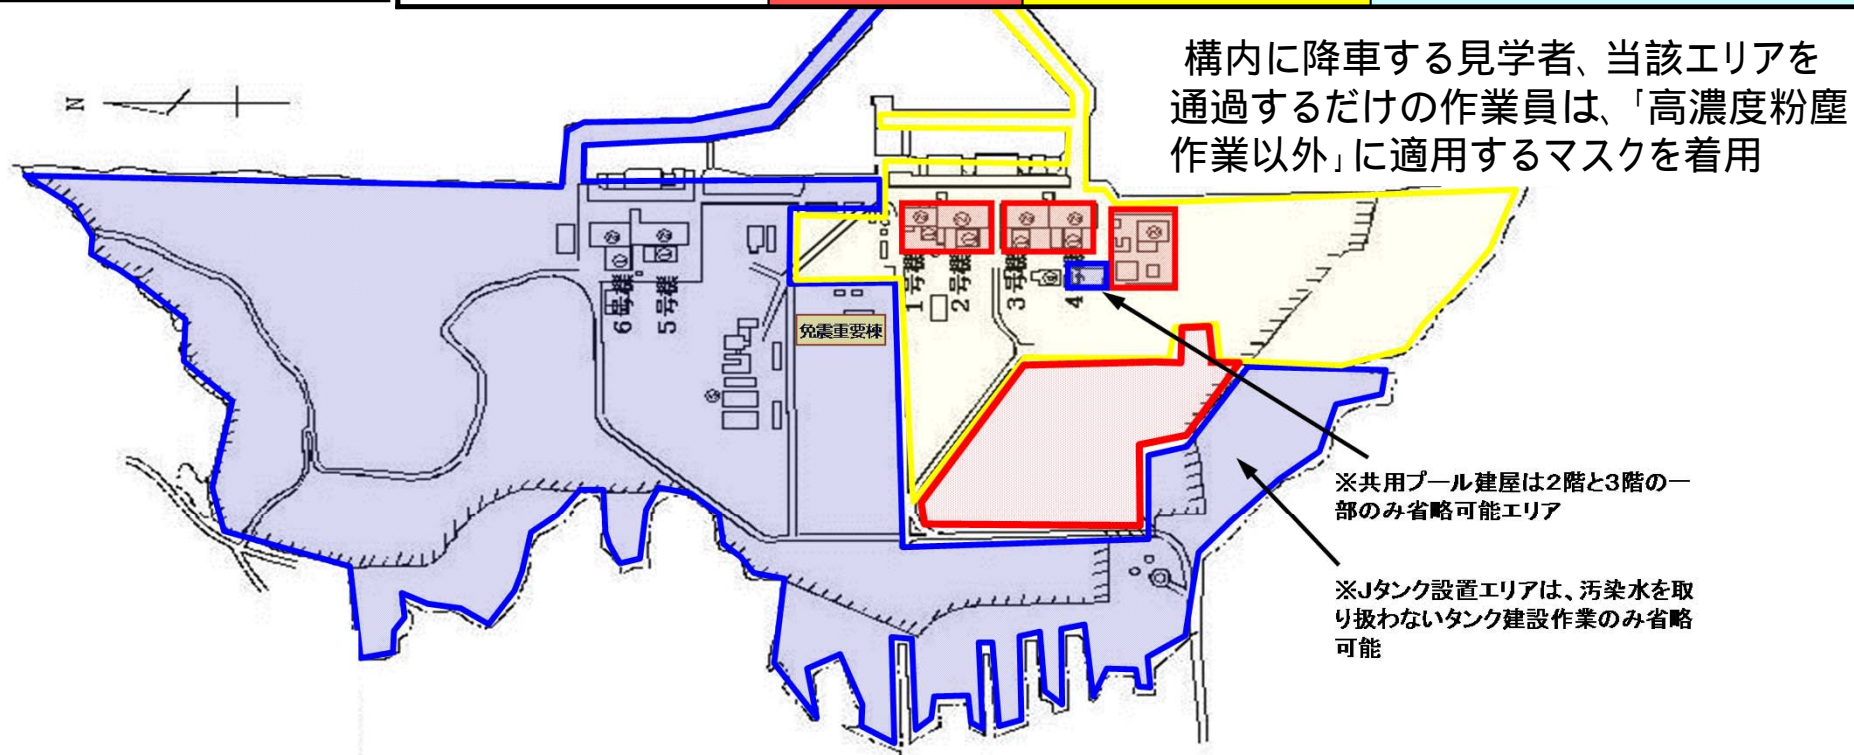 構内に降車する見学者、当該エリアを
通過するだけの作業員は、「高濃度粉塵
作業以外」に適用するマスクを着用
N
6号機
5号機
1号機
2号機
3号機
4号機
免震重要棟
※共用プール建屋は2階と3階の一
部のみ省略可能エリア
※Jタンク設置エリアは、汚染水を取
り扱わないタンク建設作業のみ省略
可能